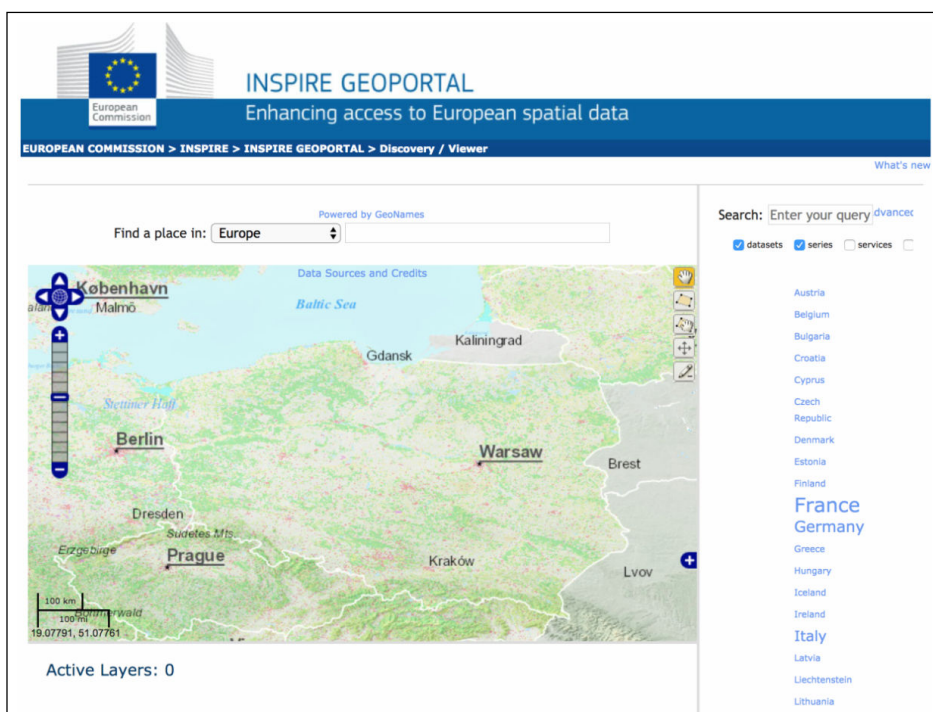 European
Commission
INSPIRE GEOPORTAL
Enhancing access to European spatial data
EUROPEAN COMMISSION > INSPIRE > INSPIRE GEOPORTAL > Discovery / Viewer
What's new
Powered by GeoNames
Find a place in: Europe
Search: Enter your query dvanced
datasets series services
Data Sources and Credits
København
Malmö
Baltic Sea
Kaliningrad
Gdansk
Stettiner Haff
Berlin
Warsaw
Brest
Dresden
Sudetes Mts.
Erzgebirge
Prague
Kraków
Lvov
100 km
100 mi
19.07791, 51.07761
Active Layers: 0
Austria
Belgium
Bulgaria
Croatia
Cyprus
Czech
Republic
Denmark
Estonia
Finland
France
Germany
Greece
Hungary
Iceland
Ireland
Italy
Latvia
Liechtenstein
Lithuania